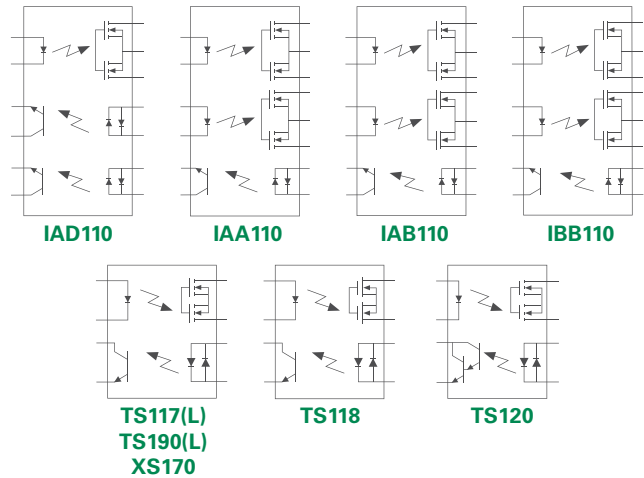 IAD110
IAA110
IAB110
IBB110
TS117(L)
TS190(L)
XS170
TS118
TS120